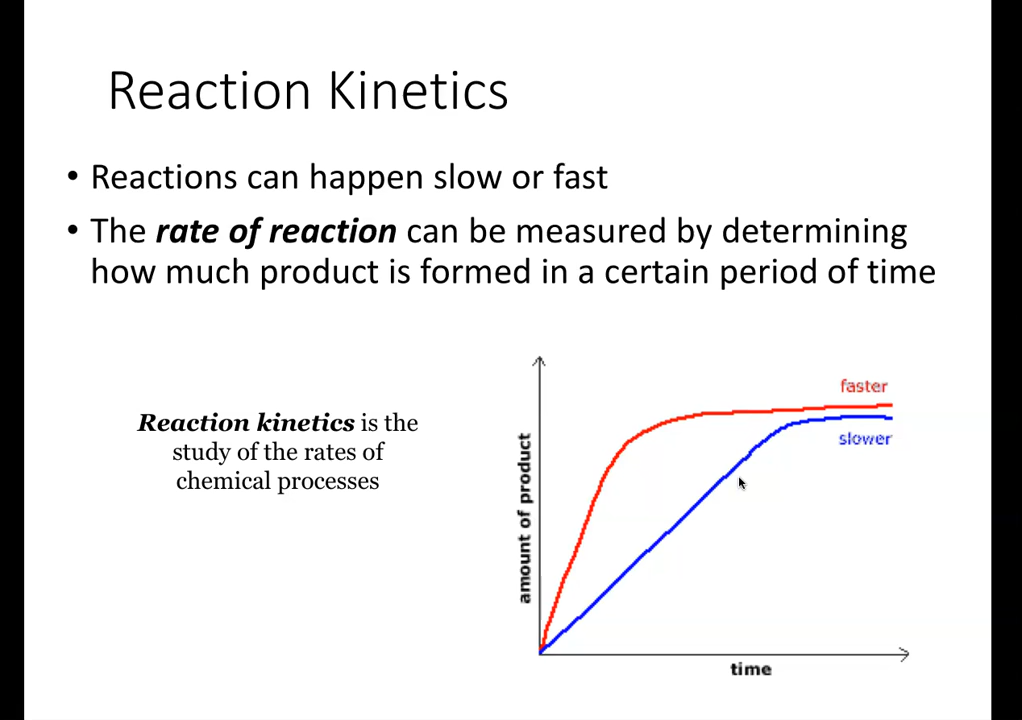 Reaction Kinetics
• Reactions can happen slow or fast
• The rate of reaction can be measured by determining
how much product is formed in a certain period of time
Reaction kinetics is the
study of the rates of
chemical processes
amount of product
faster
slower
time